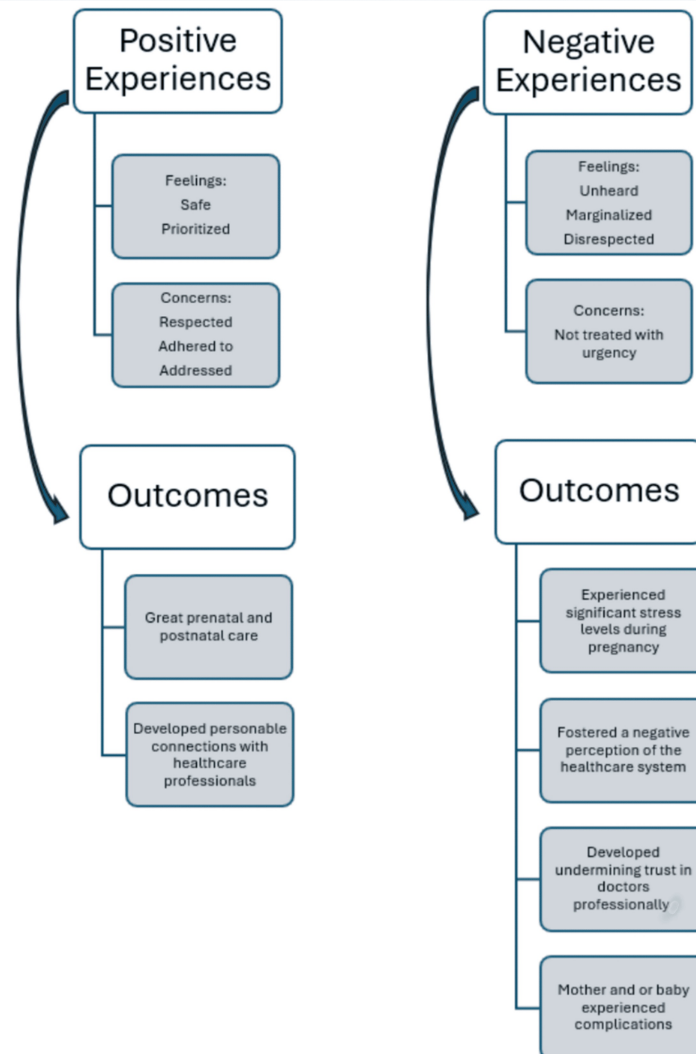 Positive
Experiences
Feelings:
Safe
Prioritized
Concerns:
Respected
Adhered to
Addressed
Outcomes
Great prenatal and
postnatal care
Developed personable
connections with
healthcare
professionals
Negative
Experiences
Feelings:
Unheard
Marginalized
Disrespected
Concerns:
Not treated with
urgency
Outcomes
Experienced
significant stress
levels during
pregnancy
Fostered a negative
perception of the
healthcare system
Developed
undermining trust in
doctors
professionally
Mother and or baby
experienced
complications